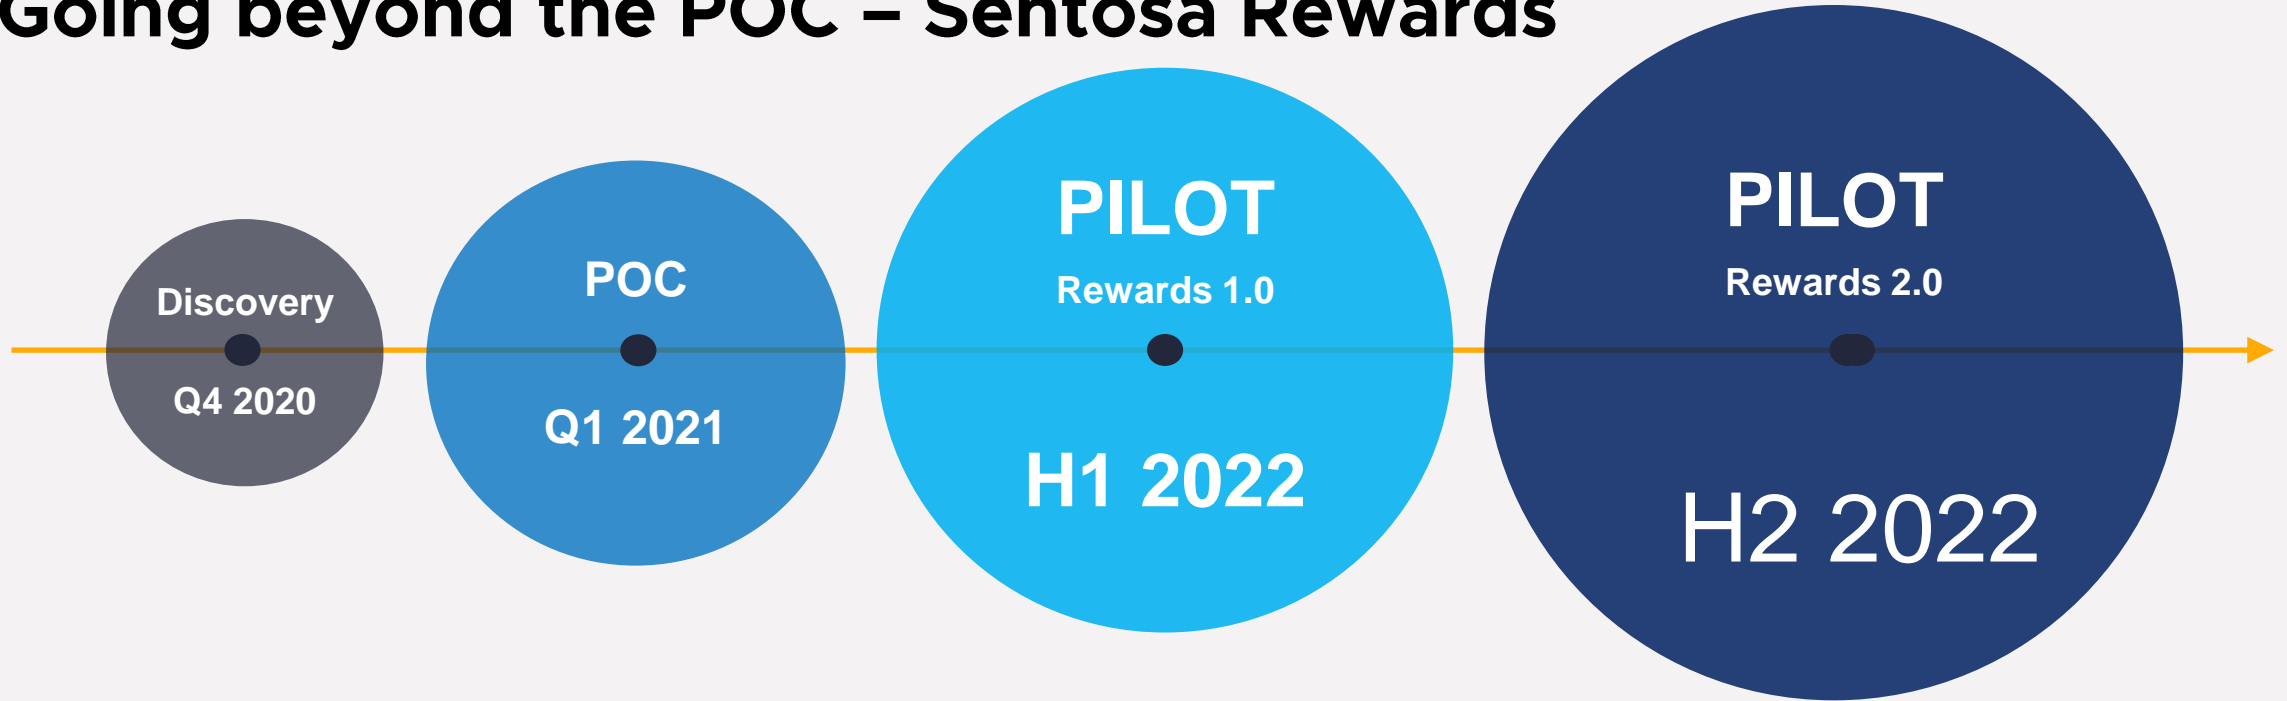 Going beyond the POC – Sentosa Rewards
Discovery
Q4 2020
POC
Q1 2021
PILOT
Rewards 1.0
H1 2022
PILOT
Rewards 2.0
H2 2022